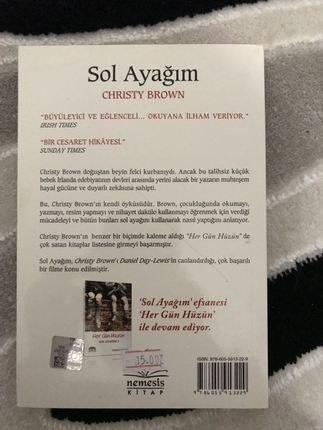 Sol Ayağım
CHRISTY BROWN
"BÜYÜLEYİCİ VE EĞLENCELİ... OKUYANA İLHAM VERİYOR."
IRISH TIMES
"BİR CESARET HİKÂYESİ."
SUNDAY TIMES
Christy Brown doğuştan beyin felci kurbanıydı. Ancak bu talihsiz küçük
bebek İrlanda edebiyatının devleri arasında yerini alacak bir yazarın muhteşem
hayal gücüne ve duyarlı zekâsına sahipti.
Bu, Christy Brown'ın kendi öyküsüdür. Brown, çocukluğunda okumayı,
yazmayı, resim yapmayı ve nihayet daktilo kullanmayı öğrenmek için verdiği
mücadeleyi ve bütün bunları sol ayağını kullanarak nasıl yaptığını anlatıyor.
Christy Brown'ın benzer bir biçimde kaleme aldığı "Her Gün Hüzün" de
çok satan kitaplar listesine girmeyi başarmıştır.
Sol Ayağım; Christy Brown'ı Daniel Day-Lewis'in canlandırdığı, çok başarılı
bir filme konu edilmiştir.
'Sol Ayağım' efsanesi
'Her Gün Hüzün'
ile devam ediyor.
Her Gün Hüzün
15.00
nemesis
KİTAP